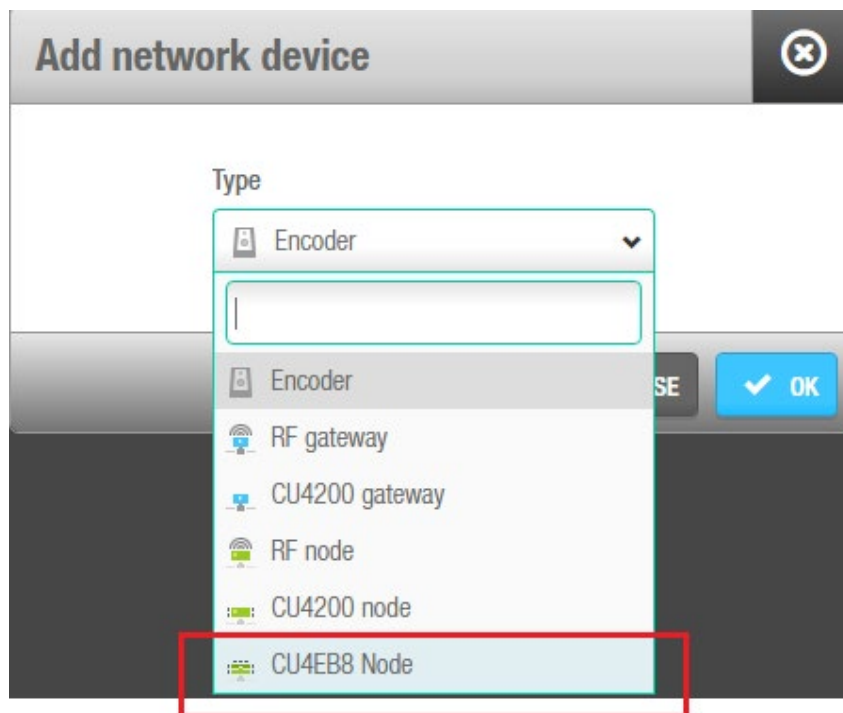 Add network device
Type
Encoder
Encoder
SE
OK
RF gateway
CU4200 gateway
RF node
CU4200 node
CU4EB8 Node